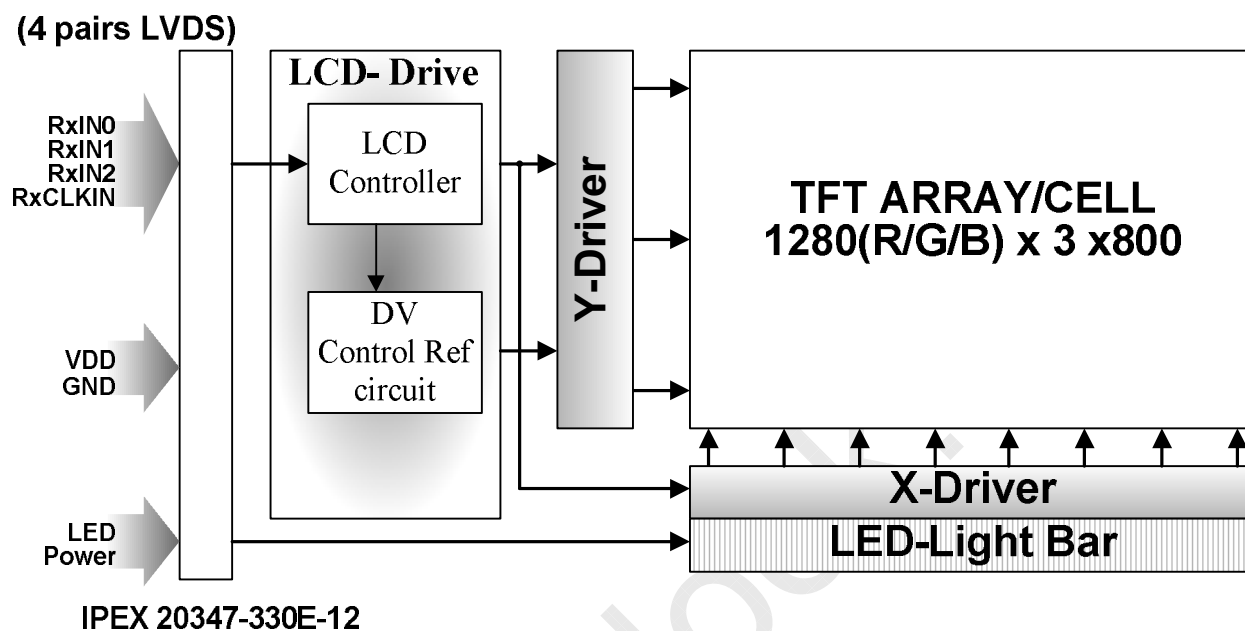 (4 pairs LVDS)
RxIN0
RxIN1
RxIN2
RxCLKIN
VDD
GND
LED
Power
IPEX 20347-330E-12
LCD- Drive
LCD
Controller
DV
Control Ref
circuit
Y-Driver
TFT ARRAY/CELL
1280(R/G/B) x 3 x800
X-Driver
LED-Light Bar